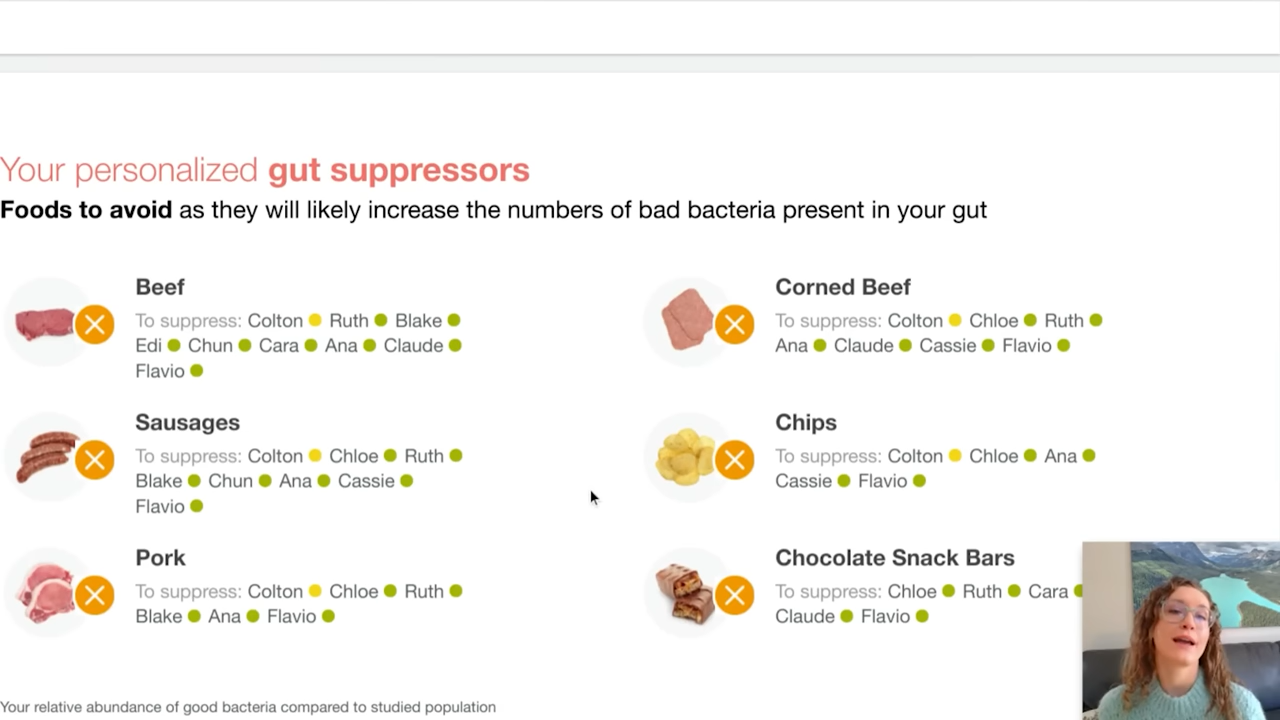 Your personalized gut suppressors
Foods to avoid as they will likely increase the numbers of bad bacteria present in your gut
Beef
To suppress: Colton Ruth Blake
Edi Chun Cara Ana Claude
Flavio
Corned Beef
To suppress: Colton Chloe Ruth
Ana Claude Cassie Flavio
Sausages
To suppress: Colton Chloe Ruth
Blake Chun Ana Cassie
Flavio
Chips
To suppress: Colton Chloe Ana
Cassie Flavio
Pork
To suppress: Colton Chloe Ruth
Blake Ana Flavio
Chocolate Snack Bars
To suppress: Chloe Ruth Cara
Claude Flavio
Your relative abundance of good bacteria compared to studied population